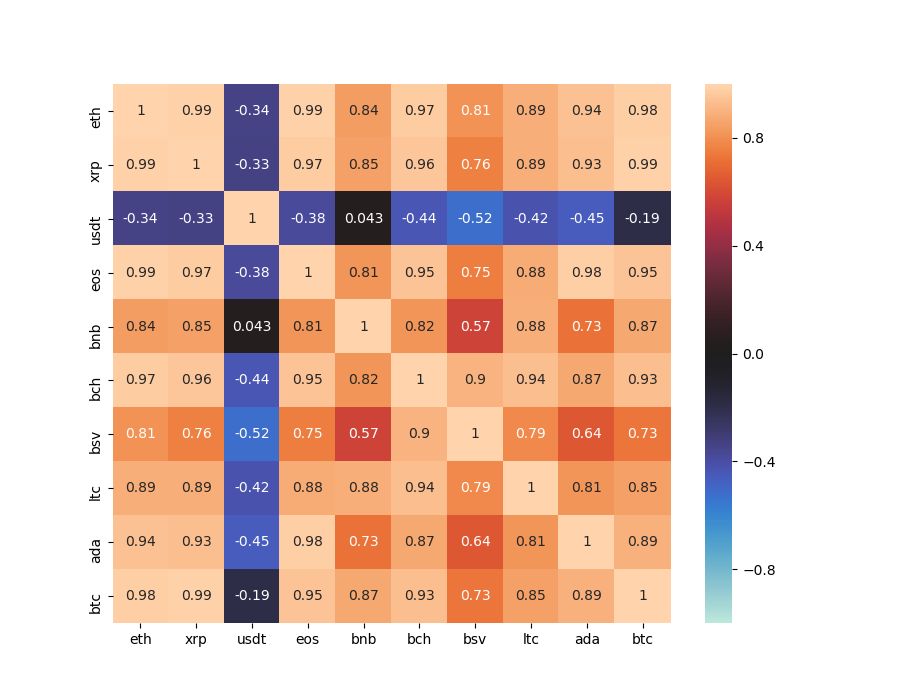 eth 1 0.99 -0.34 0.99 0.84 0.97 0.81 0.89 0.94 0.98
xrp 0.99 1 -0.33 0.97 0.85 0.96 0.76 0.89 0.93 0.99
usdt -0.34 -0.33 1 -0.38 0.043 -0.44 -0.52 -0.42 -0.45 -0.19
eos 0.99 0.97 -0.38 1 0.81 0.95 0.75 0.88 0.98 0.95
bnb 0.84 0.85 0.043 0.81 1 0.82 0.57 0.88 0.73 0.87
bch 0.97 0.96 -0.44 0.95 0.82 1 0.9 0.94 0.87 0.93
bsv 0.81 0.76 -0.52 0.75 0.57 0.9 1 0.79 0.64 0.73
ltc 0.89 0.89 -0.42 0.88 0.88 0.94 0.79 1 0.81 0.85
ada 0.94 0.93 -0.45 0.98 0.73 0.87 0.64 0.81 1 0.89
btc 0.98 0.99 -0.19 0.95 0.87 0.93 0.73 0.85 0.89 1
eth xrp usdt eos bnb bch bsv ltc ada btc
0.8
0.4
0.0
−0.4
−0.8